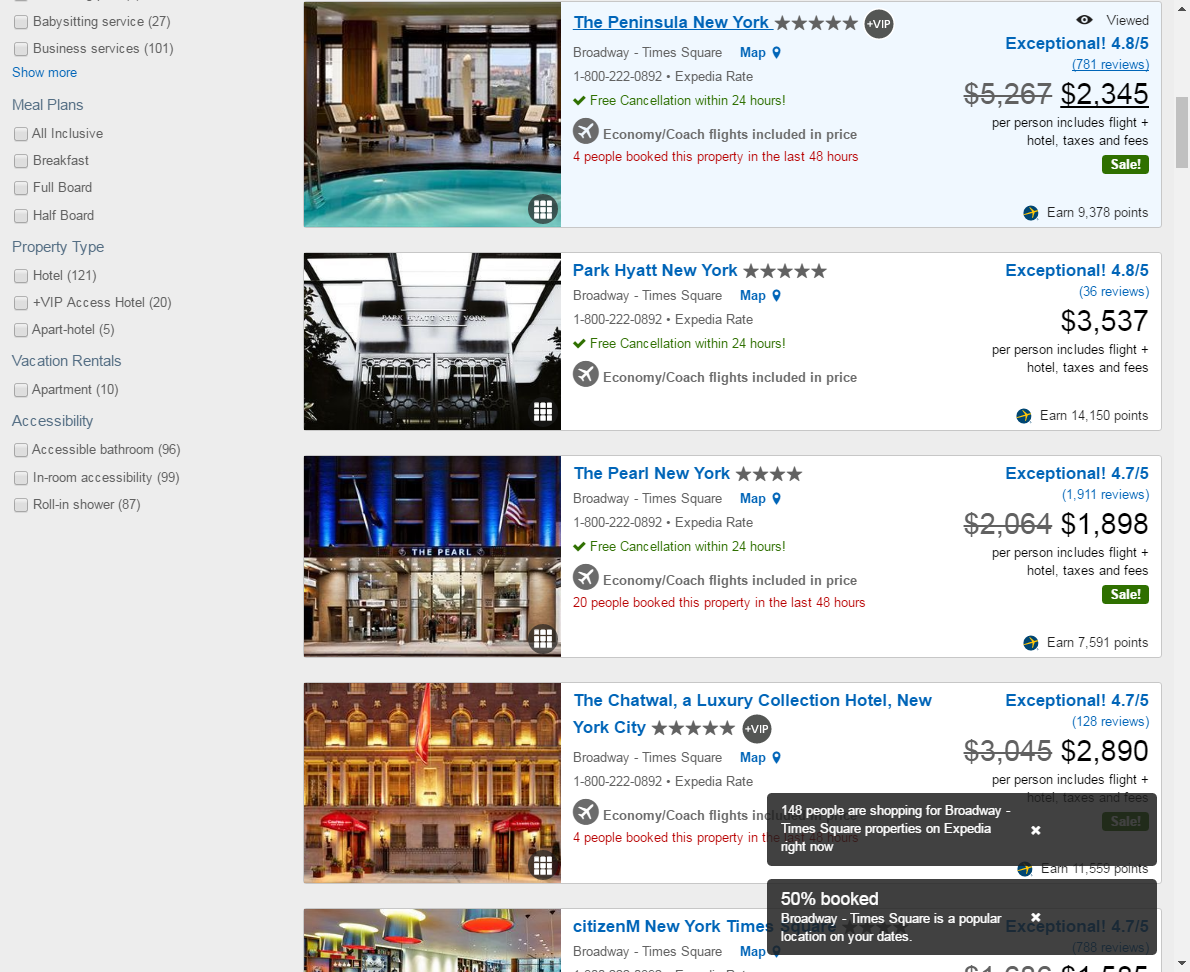 Babysitting service (27)
Business services (101)
Show more
Meal Plans
All Inclusive
Breakfast
Full Board
Half Board
Property Type
Hotel (121)
+VIP Access Hotel (20)
Apart-hotel (5)
Vacation Rentals
Apartment (10)
Accessibility
Accessible bathroom (96)
In-room accessibility (99)
Roll-in shower (87)
The Peninsula New York +VIP
Broadway - Times Square Map
1-800-222-0892 • Expedia Rate
Free Cancellation within 24 hours!
Economy/Coach flights included in price
4 people booked this property in the last 48 hours
Viewed
Exceptional! 4.8/5
(781 reviews)
$5,267 $2,345
per person includes flight +
hotel, taxes and fees
Sale!
Earn 9,378 points
PARK HYATT NEW YORK
Park Hyatt New York
Broadway - Times Square Map
1-800-222-0892 • Expedia Rate
Free Cancellation within 24 hours!
Economy/Coach flights included in price
Exceptional! 4.8/5
(36 reviews)
$3,537
per person includes flight +
hotel, taxes and fees
Earn 14,150 points
THE PEARL
The Pearl New York
Broadway - Times Square Map
1-800-222-0892 • Expedia Rate
Free Cancellation within 24 hours!
Economy/Coach flights included in price
20 people booked this property in the last 48 hours
Exceptional! 4.7/5
(1,911 reviews)
$2,064 $1,898
per person includes flight +
hotel, taxes and fees
Sale!
Earn 7,591 points
The Chatwal, a Luxury Collection Hotel, New
York City +VIP
Broadway - Times Square Map
1-800-222-0892 • Expedia Rate
Economy/Coach flights included in price
4 people booked this property in the last 48 hours
Exceptional! 4.7/5
(128 reviews)
$3,045 $2,890
per person includes flight +
hotel, taxes and fees
Sale!
Earn 11,559 points
148 people are shopping for Broadway -
Times Square properties on Expedia
right now
50% booked
Broadway - Times Square is a popular
location on your dates.
citizenM New York Times Square
Broadway - Times Square Map
Exceptional! 4.7/5
(788 reviews)